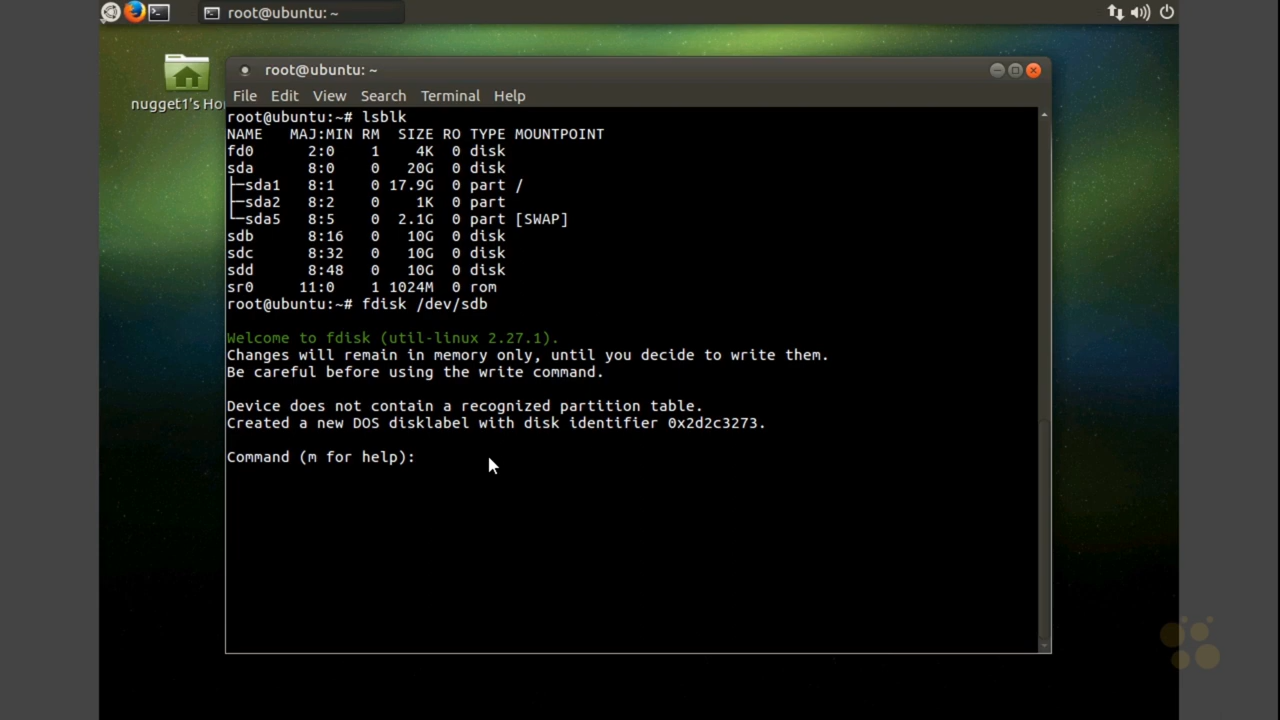 root@ubuntu: ~
nugget1's Ho
root@ubuntu: ~
File Edit View Search Terminal Help
root@ubuntu:~# lsblk
NAME   MAJ:MIN RM  SIZE RO TYPE MOUNTPOINT
fd0      2:0    1    4K  0 disk
sda      8:0    0   20G  0 disk
├─sda1   8:1    0 17.9G  0 part /
├─sda2   8:2    0    1K  0 part
└─sda5   8:5    0  2.1G  0 part [SWAP]
sdb      8:16   0   10G  0 disk
sdc      8:32   0   10G  0 disk
sdd      8:48   0   10G  0 disk
sr0     11:0    1 1024M  0 rom
root@ubuntu:~# fdisk /dev/sdb
Welcome to fdisk (util-linux 2.27.1).
Changes will remain in memory only, until you decide to write them.
Be careful before using the write command.
Device does not contain a recognized partition table.
Created a new DOS disklabel with disk identifier 0x2d2c3273.
Command (m for help):